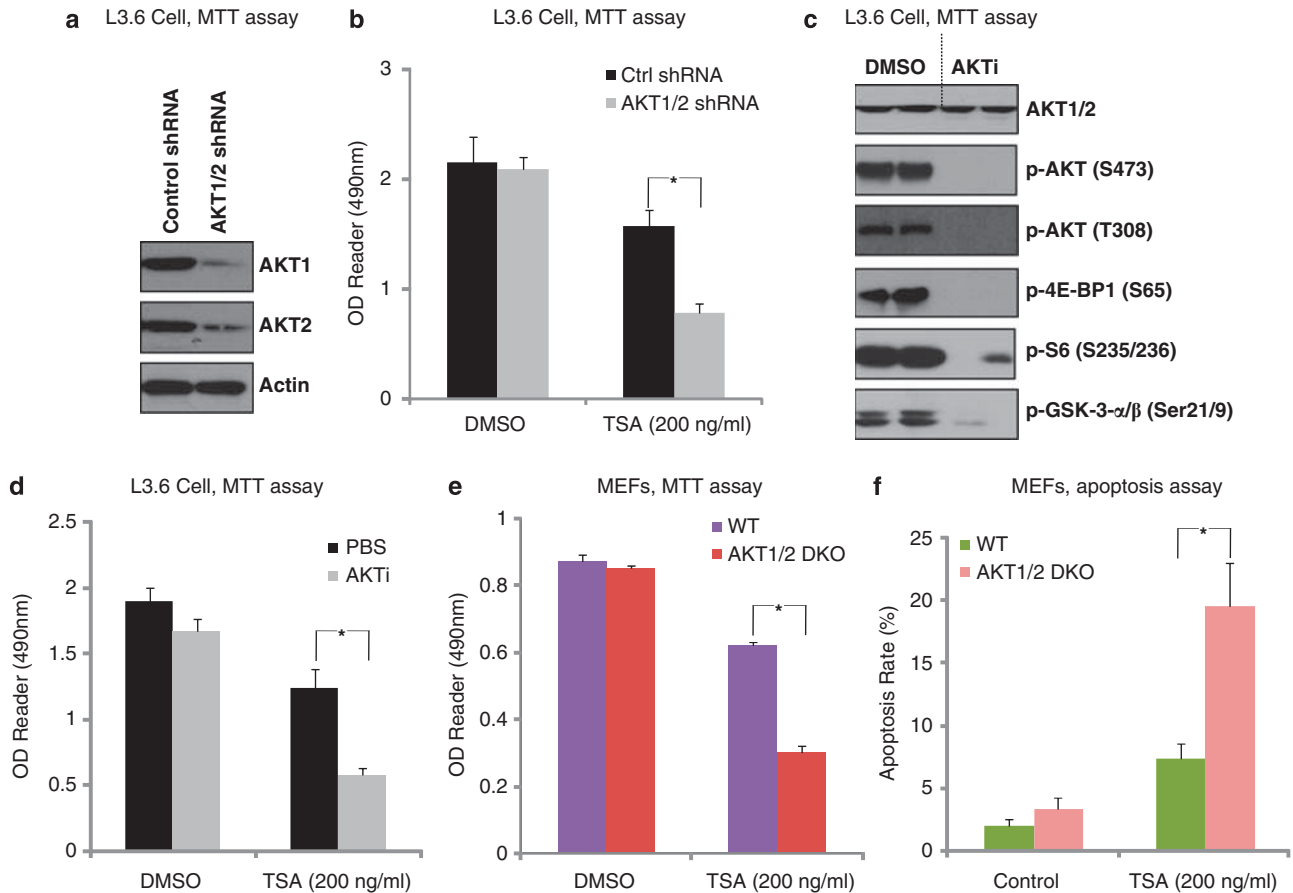 a L3.6 Cell, MTT assay
Control shRNA
AKT1/2 shRNA
AKT1
AKT2
Actin
b L3.6 Cell, MTT assay
OD Reader (490nm)
3
2
1
0
Ctrl shRNA
AKT1/2 shRNA
*
DMSO
TSA (200 ng/ml)
c L3.6 Cell, MTT assay
DMSO AKTi
AKT1/2
p-AKT (S473)
p-AKT (T308)
p-4E-BP1 (S65)
p-S6 (S235/236)
p-GSK-3-α/β (Ser21/9)
d L3.6 Cell, MTT assay
OD Reader (490nm)
2.5
2
1.5
1
0.5
0
PBS
AKTi
*
DMSO
TSA (200 ng/ml)
e MEFs, MTT assay
OD Reader (490nm)
1
0.8
0.6
0.4
0.2
0
WT
AKT1/2 DKO
*
DMSO
TSA (200 ng/ml)
f MEFs, apoptosis assay
Apoptosis Rate (%)
25
20
15
10
5
0
WT
AKT1/2 DKO
*
Control
TSA (200 ng/ml)